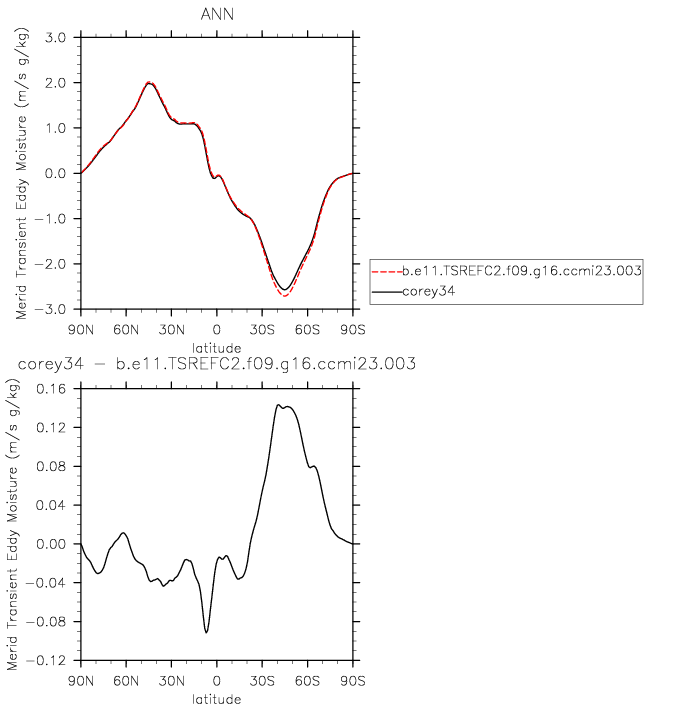 ANN
Merid Transient Eddy Moisture (m/s g/kg)
3.0
2.0
1.0
0.0
−1.0
−2.0
−3.0
90N 60N 30N 0 30S 60S 90S
latitude
b.e11.TSREFC2.f09.g16.ccmi23.003
corey34
corey34 − b.e11.TSREFC2.f09.g16.ccmi23.003
Merid Transient Eddy Moisture (m/s g/kg)
0.16
0.12
0.08
0.04
0.00
−0.04
−0.08
−0.12
90N 60N 30N 0 30S 60S 90S
latitude